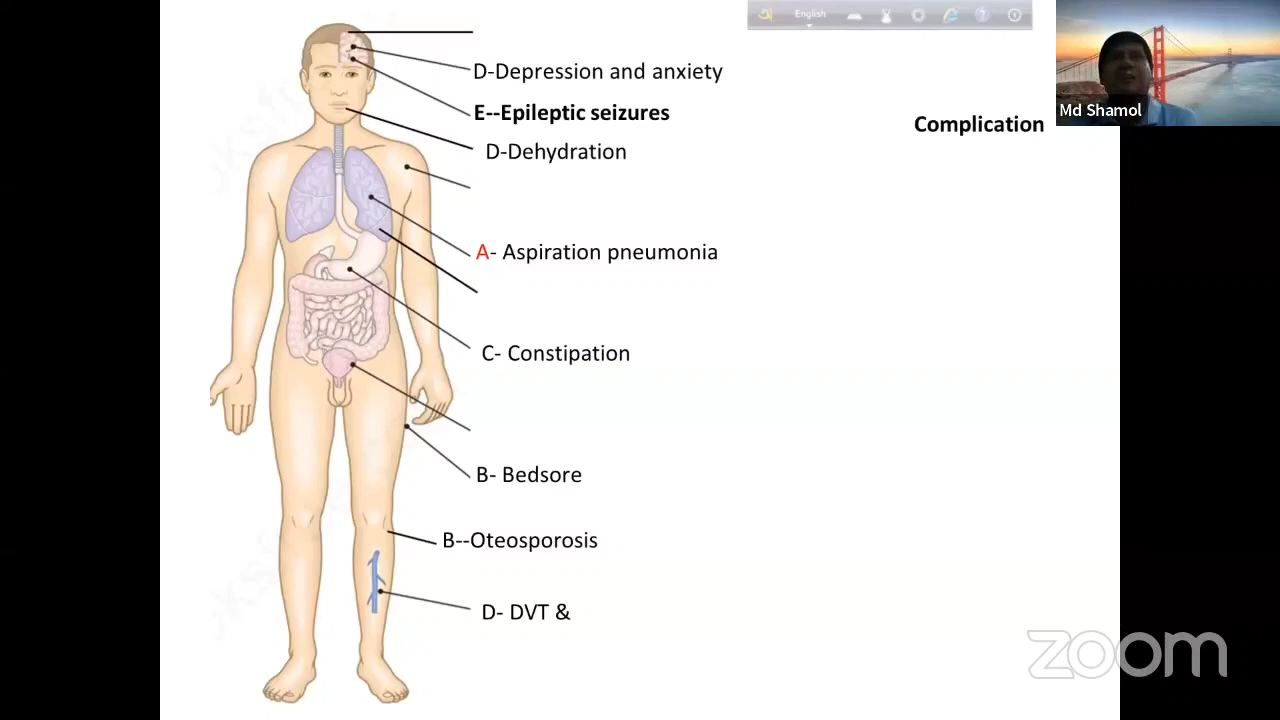 English
D-Depression and anxiety
E--Epileptic seizures
Md Shamol
Complication
D-Dehydration
A- Aspiration pneumonia
C- Constipation
B- Bedsore
B--Oteosporosis
D- DVT &
zoom